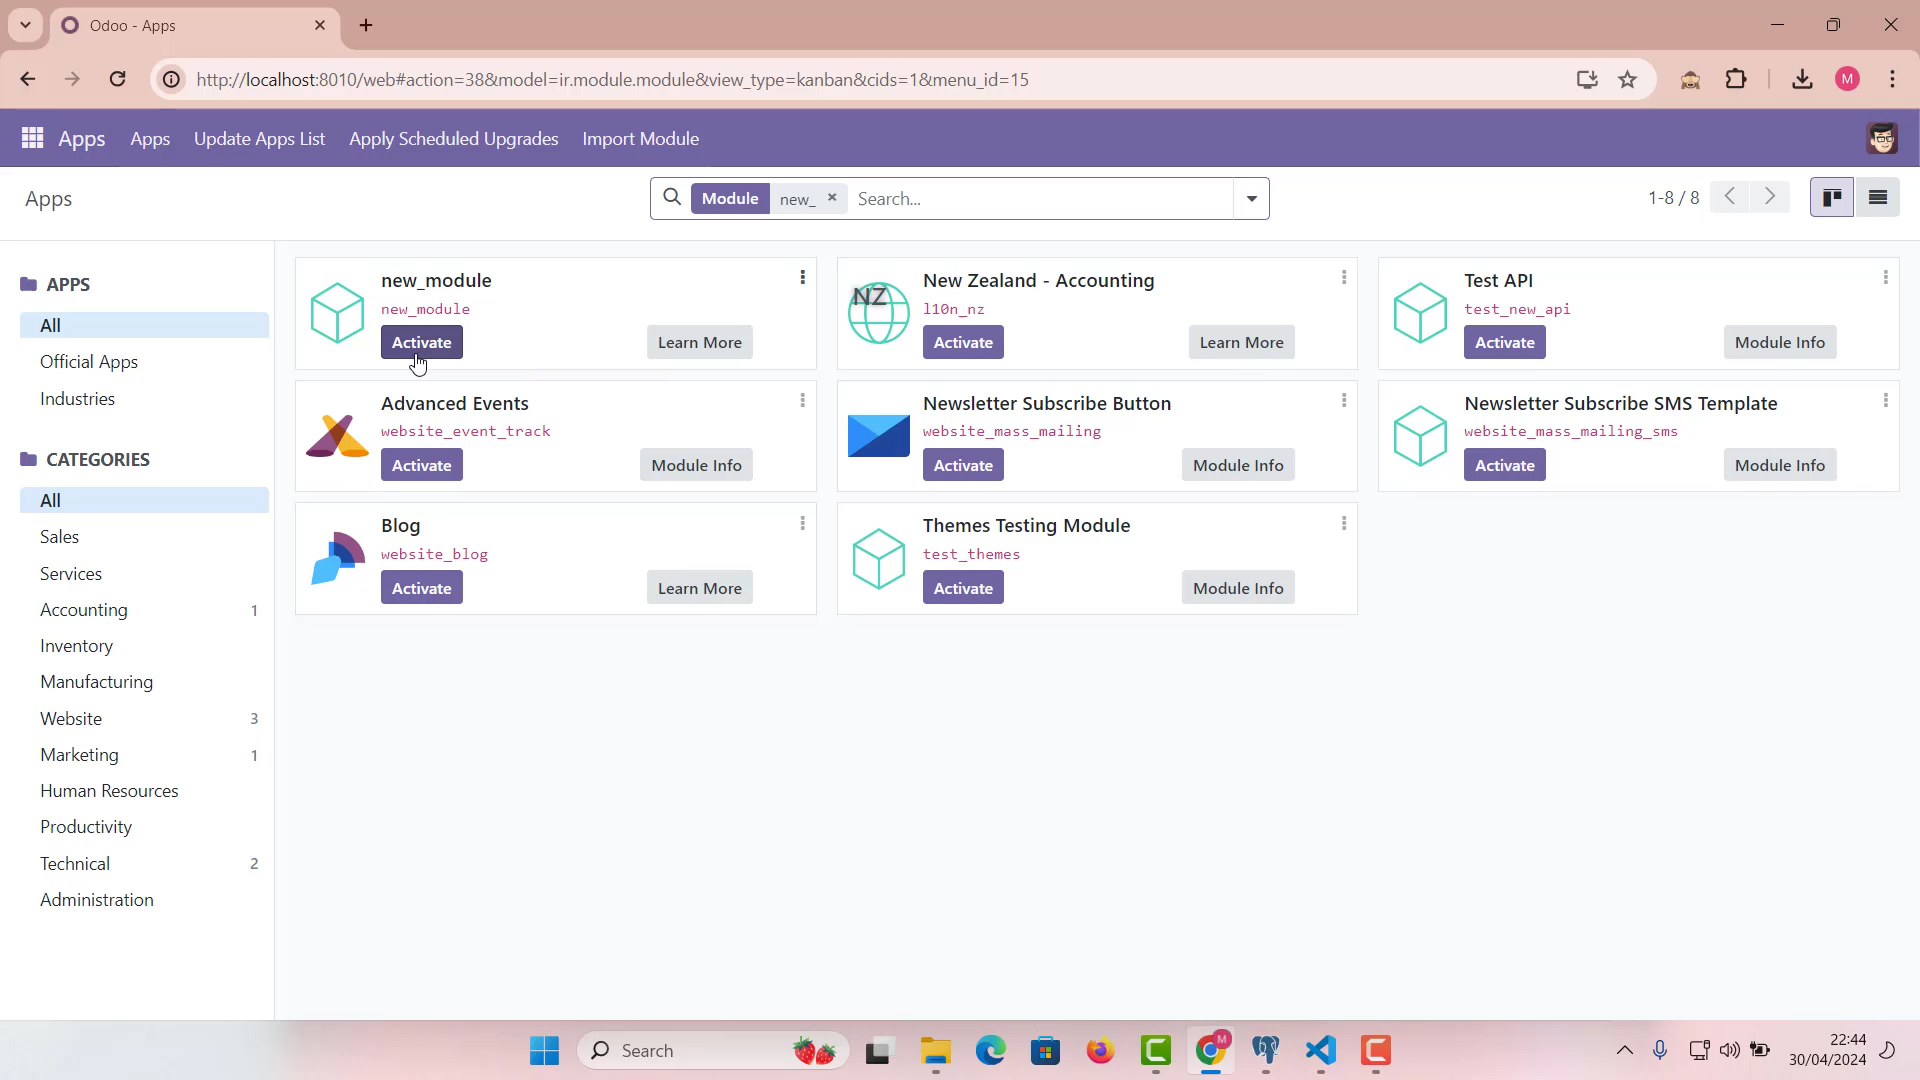 Odoo - Apps
http://localhost:8010/web#action=38&model=ir.module.module&view_type=kanban&cids=1&menu_id=15
M
Apps Apps Update Apps List Apply Scheduled Upgrades Import Module
Apps
Module new_ Search...
1-8 / 8
APPS
All
Official Apps
Industries
CATEGORIES
All
Sales
Services
Accounting 1
Inventory
Manufacturing
Website 3
Marketing 1
Human Resources
Productivity
Technical 2
Administration
new_module
new_module
Activate Learn More
NZ
New Zealand - Accounting
l10n_nz
Activate Learn More
Test API
test_new_api
Activate Module Info
Advanced Events
website_event_track
Activate Module Info
Newsletter Subscribe Button
website_mass_mailing
Activate Module Info
Newsletter Subscribe SMS Template
website_mass_mailing_sms
Activate Module Info
Blog
website_blog
Activate Learn More
Themes Testing Module
test_themes
Activate Module Info
Search
M
22:44
30/04/2024